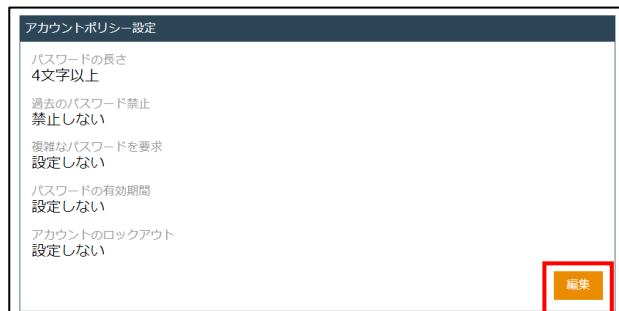 アカウントポリシー設定
パスワードの長さ
4文字以上
過去のパスワード禁止
禁止しない
複雑なパスワードを要求
設定しない
パスワードの有効期間
設定しない
アカウントのロックアウト
設定しない
編集